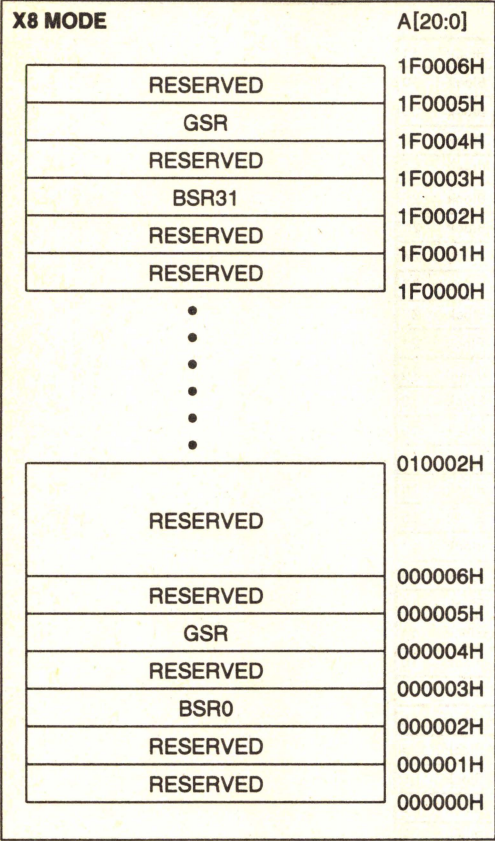 X8 MODE A[20:0]
1F0006H
RESERVED
1F0005H
GSR
1F0004H
RESERVED
1F0003H
BSR31
1F0002H
RESERVED
1F0001H
RESERVED
1F0000H
010002H
RESERVED
000006H
RESERVED
000005H
GSR
000004H
RESERVED
000003H
BSR0
000002H
RESERVED
000001H
RESERVED
000000H